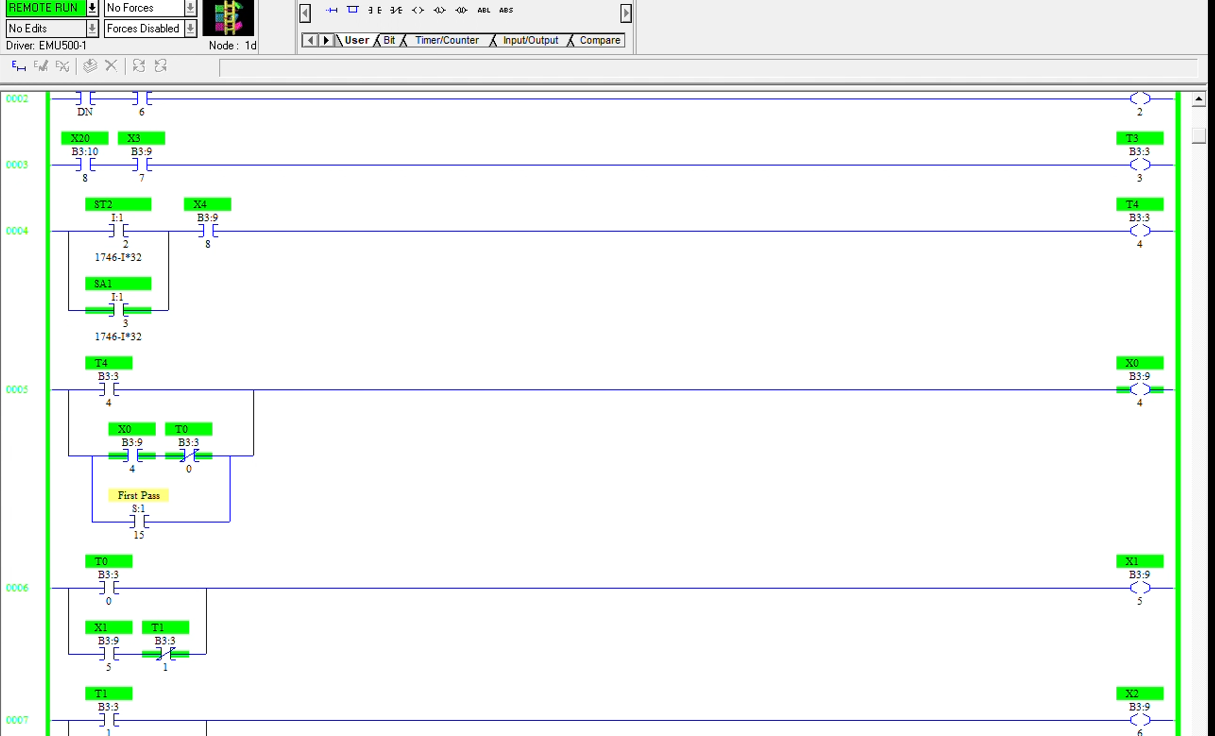 REMOTE RUN No Forces
No Edits Forces Disabled
Driver: EMU500-1 Node : 1d
ABL ABS
User Bit Timer/Counter Input/Output Compare
0002
DN 6 2
X20 X3 T3
B3:10 B3:9 B3:3
0003
8 7 3
ST2 X4 T4
I:1 B3:9 B3:3
0004
2 8 4
1746-I*32
SA1
I:1
3
1746-I*32
T4 X0
B3:3 B3:9
0005
4 4
X0 T0
B3:9 B3:3
4 0
First Pass
S:1
15
T0 X1
B3:3 B3:9
0006
0 5
X1 T1
B3:9 B3:3
5 1
T1 X2
B3:3 B3:9
0007
1 6